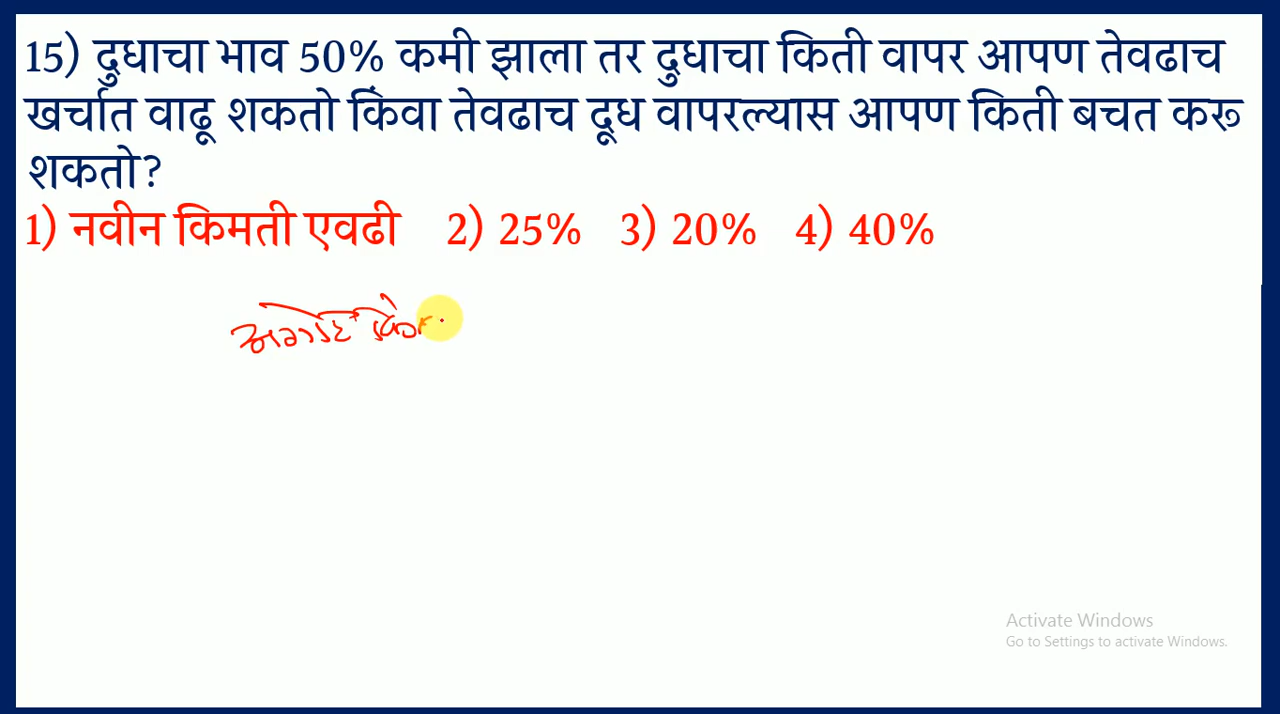 15) दुधाचा भाव 50% कमी झाला तर दुधाचा किती वापर आपण तेवढाच
खर्चात वाढू शकतो किंवा तेवढाच दूध वापरल्यास आपण किती बचत करू
शकतो?
1) नवीन किमती एवढी 2) 25% 3) 20% 4) 40%
Activate Windows
Go to Settings to activate Windows.